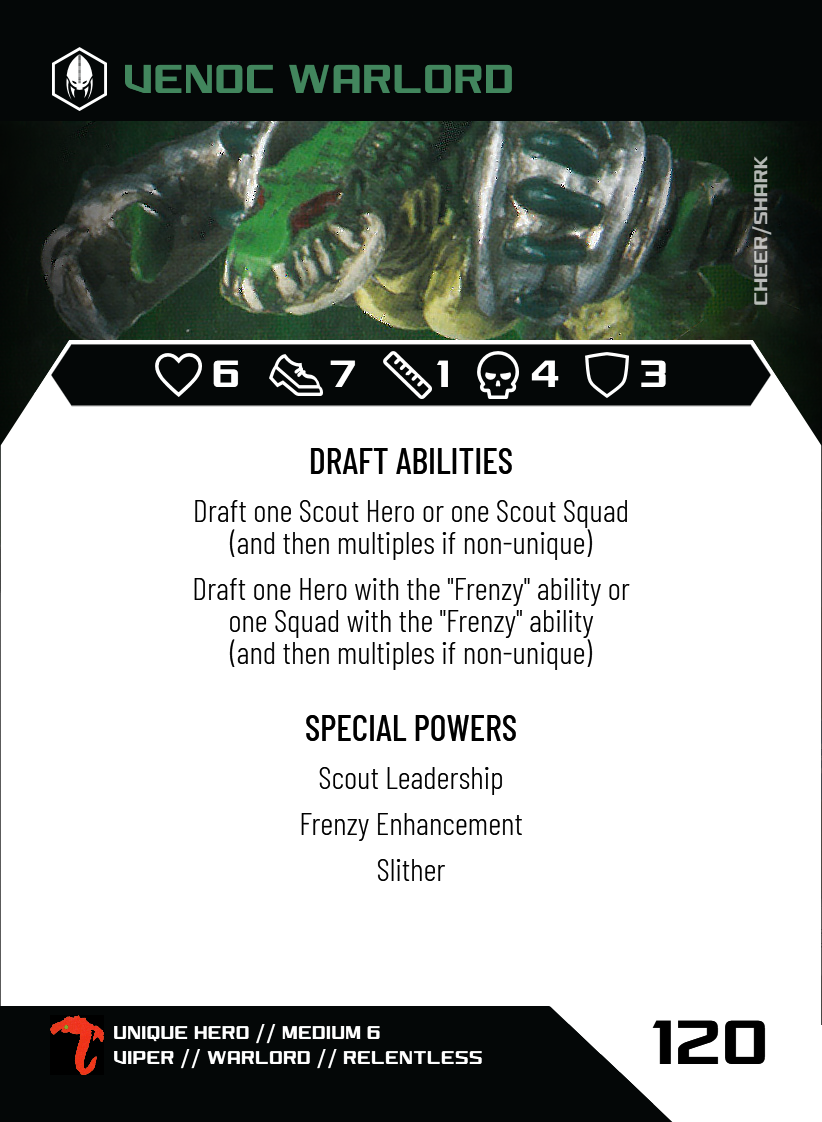 VENOC WARLORD
CHEER/SHARK
6 7 1 4 3
DRAFT ABILITIES
Draft one Scout Hero or one Scout Squad
(and then multiples if non-unique)
Draft one Hero with the "Frenzy" ability or
one Squad with the "Frenzy" ability
(and then multiples if non-unique)
SPECIAL POWERS
Scout Leadership
Frenzy Enhancement
Slither
UNIQUE HERO // MEDIUM 6
VIPER // WARLORD // RELENTLESS
120